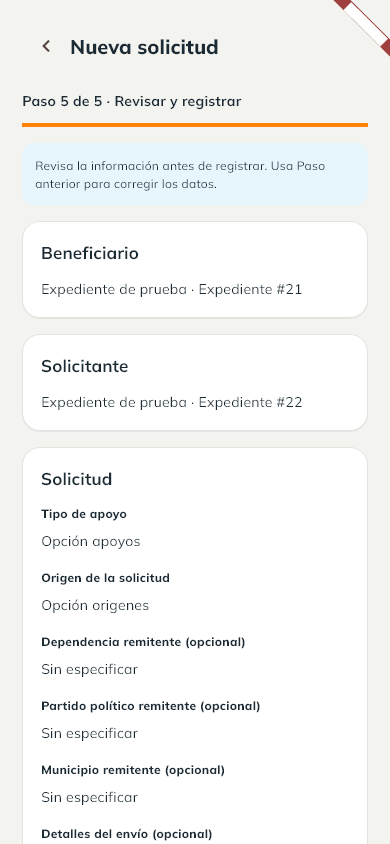 Nueva solicitud
Paso 5 de 5 · Revisar y registrar
Revisa la información antes de registrar. Usa Paso
anterior para corregir los datos.
Beneficiario
Expediente de prueba · Expediente #21
Solicitante
Expediente de prueba · Expediente #22
Solicitud
Tipo de apoyo
Opción apoyos
Origen de la solicitud
Opción origenes
Dependencia remitente (opcional)
Sin especificar
Partido político remitente (opcional)
Sin especificar
Municipio remitente (opcional)
Sin especificar
Detalles del envío (opcional)